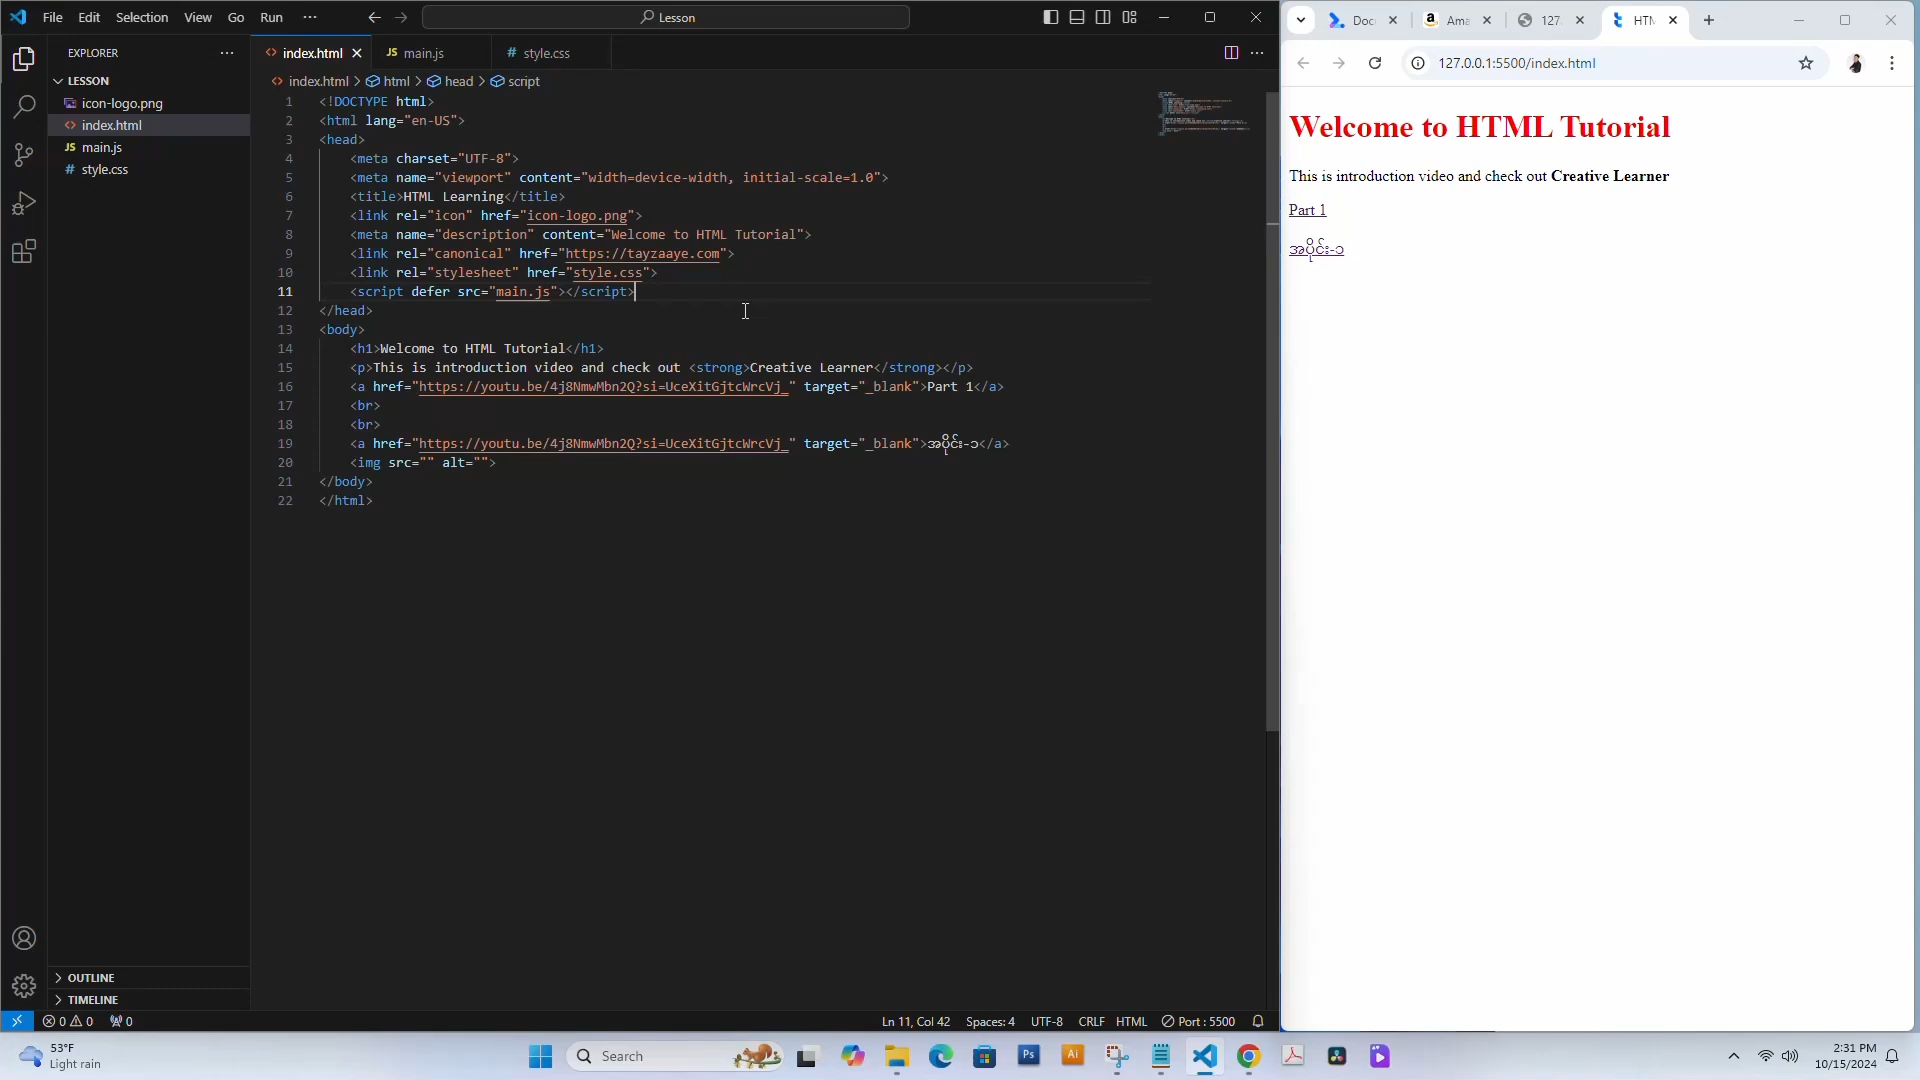 File Edit Selection View Go Run ··· Lesson
EXPLORER ···
LESSON
icon-logo.png
index.html
JS main.js
# style.css
OUTLINE
TIMELINE
index.html JS main.js # style.css ···
index.html > html > head > script
1 <!DOCTYPE html>
2 <html lang="en-US">
3 <head>
4 <meta charset="UTF-8">
5 <meta name="viewport" content="width=device-width, initial-scale=1.0">
6 <title>HTML Learning</title>
7 <link rel="icon" href="icon-logo.png">
8 <meta name="description" content="Welcome to HTML Tutorial">
9 <link rel="canonical" href="https://tayzaaye.com">
10 <link rel="stylesheet" href="style.css">
11 <script defer src="main.js"></script>
12 </head>
13 <body>
14 <h1>Welcome to HTML Tutorial</h1>
15 <p>This is introduction video and check out <strong>Creative Learner</strong></p>
16 <a href="https://youtu.be/4j8NmwMbn2Q?si=UceXitGjtcWrcVj_" target="_blank">Part 1</a>
17 <br>
18 <br>
19 <a href="https://youtu.be/4j8NmwMbn2Q?si=UceXitGjtcWrcVj_" target="_blank">အပိုင်း-၁</a>
20 <img src="" alt="">
21 </body>
22 </html>
0 0 0 Ln 11, Col 42 Spaces: 4 UTF-8 CRLF HTML Port : 5500
Doc a Ama 127. HTM
127.0.0.1:5500/index.html
Welcome to HTML Tutorial
This is introduction video and check out Creative Learner
Part 1
အပိုင်း-၁
53°F
Light rain
Search
Ps
Ai
2:31 PM
10/15/2024